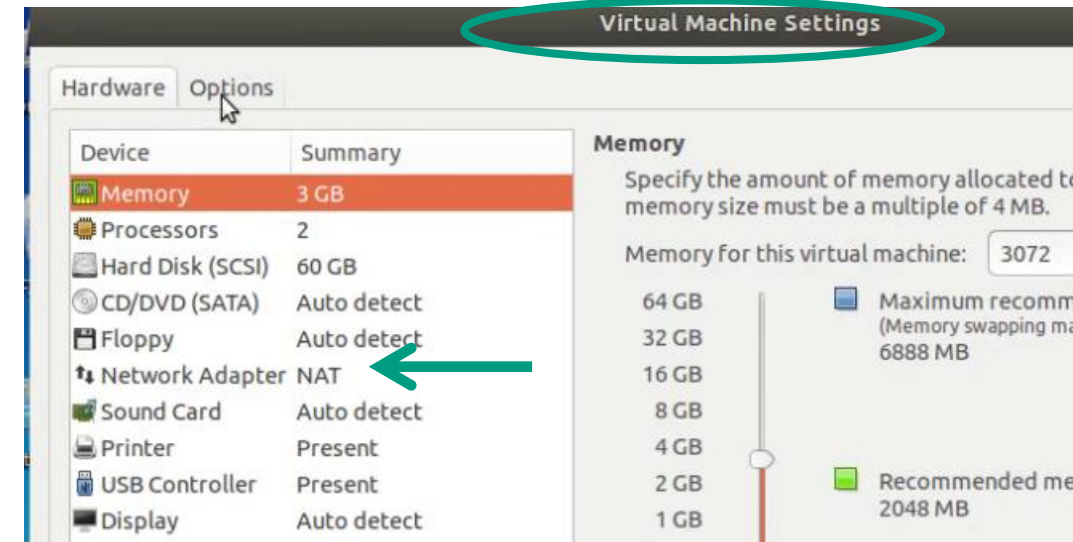 Virtual Machine Settings
Hardware Options
Device Summary
Memory 3 GB
Processors 2
Hard Disk (SCSI) 60 GB
CD/DVD (SATA) Auto detect
Floppy Auto detect
Network Adapter NAT
Sound Card Auto detect
Printer Present
USB Controller Present
Display Auto detect
Memory
Specify the amount of memory allocated to
memory size must be a multiple of 4 MB.
Memory for this virtual machine: 3072
64 GB
32 GB
16 GB
8 GB
4 GB
2 GB
1 GB
Maximum recomm
(Memory swapping ma
6888 MB
Recommended me
2048 MB